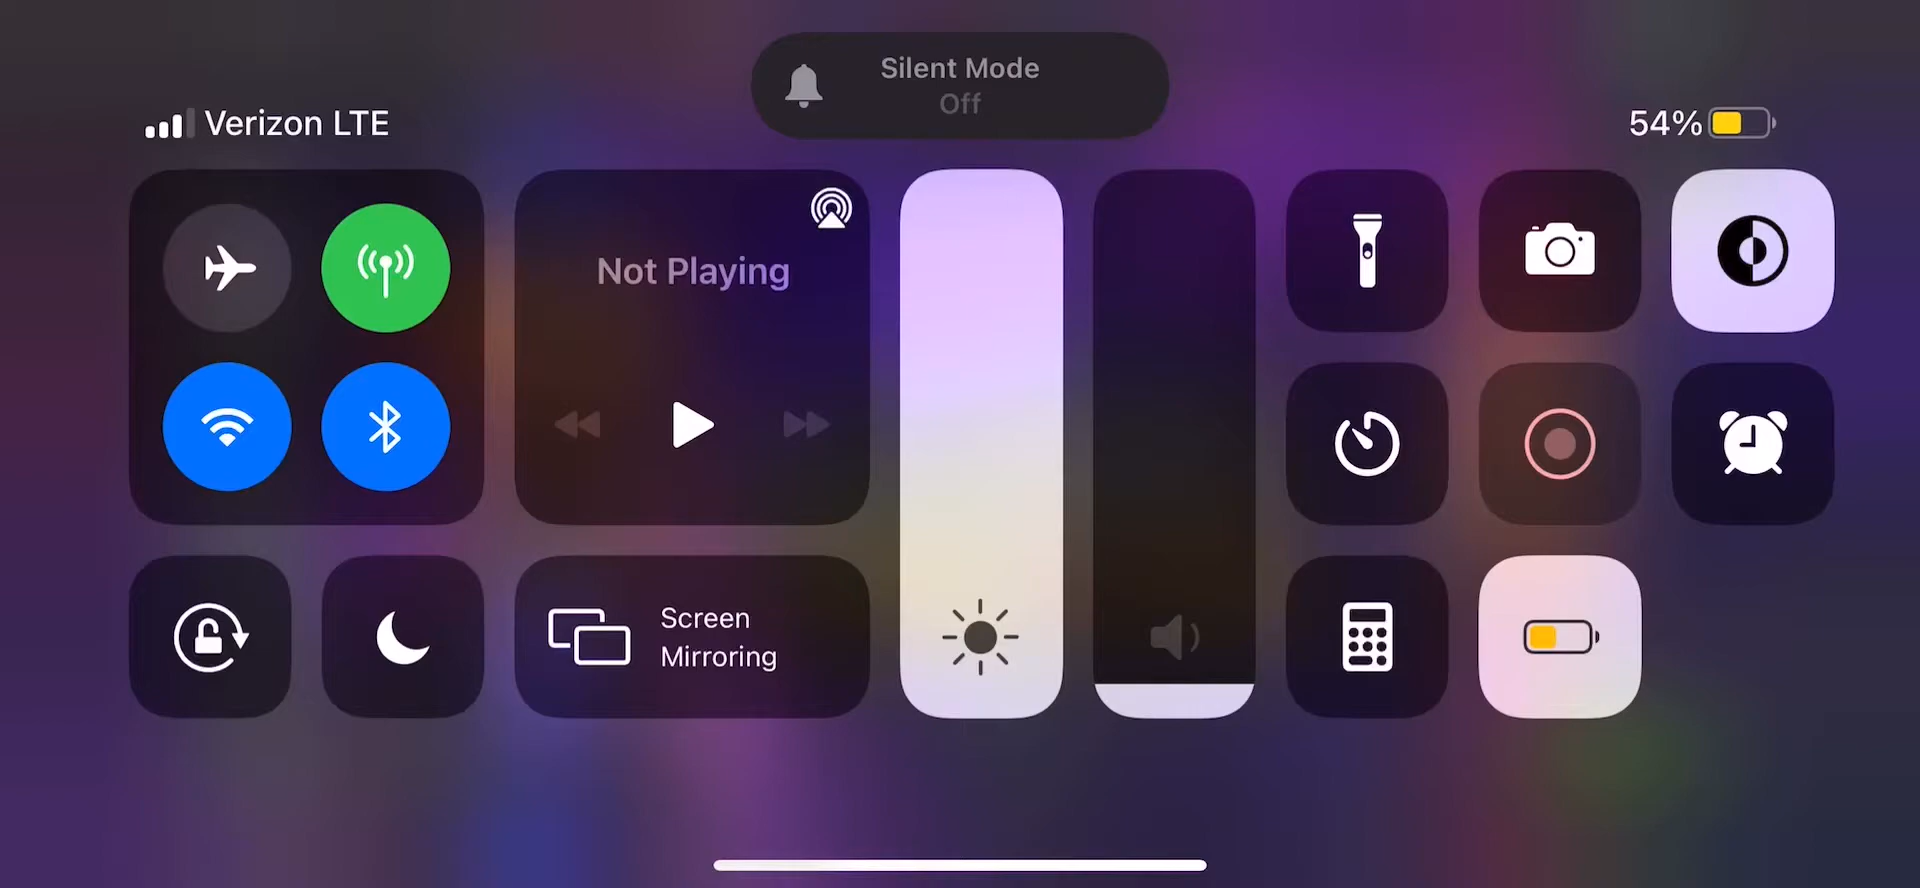 Silent Mode
Off
Verizon LTE
54%
Not Playing
Screen
Mirroring